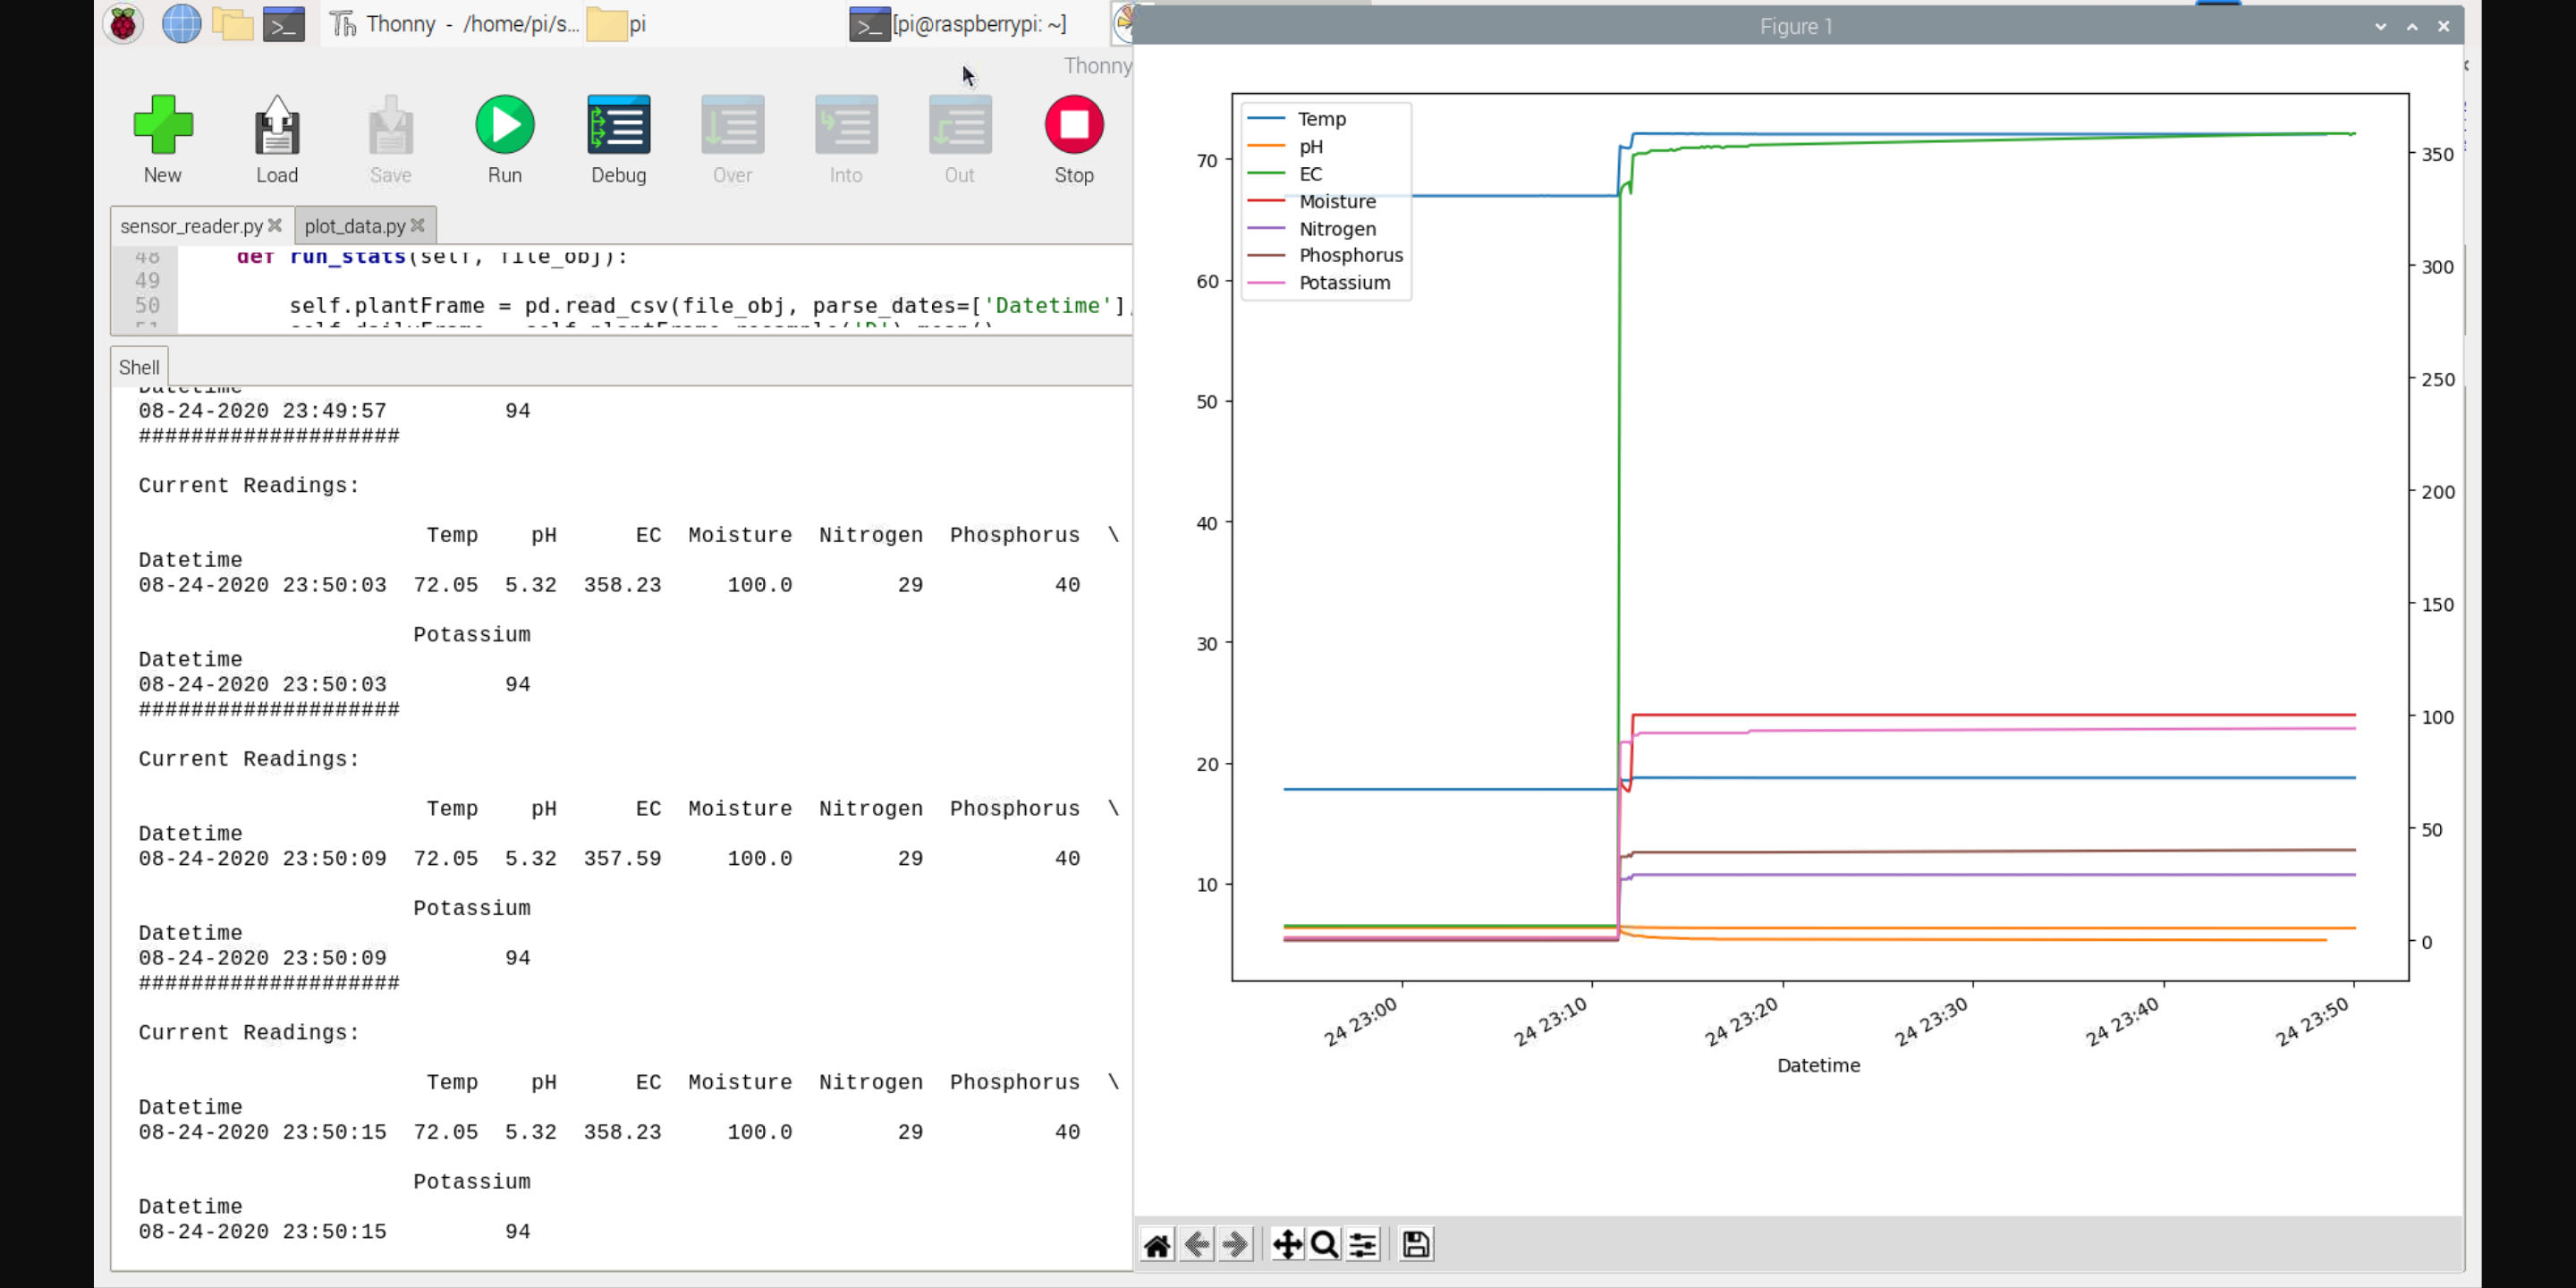 Thonny - /home/pi/s...
pi
[pi@raspberrypi: ~]
Thonny
New
Load
Save
Run
Debug
Over
Into
Out
Stop
sensor_reader.py
plot_data.py
48 def run_stats(self, file_obj):
49
50 self.plantFrame = pd.read_csv(file_obj, parse_dates=['Datetime'],
51 self.dailyFrame = self.plantFrame.resample('D').mean()
Shell
Datetime
08-24-2020 23:49:57 94
####################
Current Readings:
Temp pH EC Moisture Nitrogen Phosphorus \
Datetime
08-24-2020 23:50:03 72.05 5.32 358.23 100.0 29 40
Potassium
Datetime
08-24-2020 23:50:03 94
####################
Current Readings:
Temp pH EC Moisture Nitrogen Phosphorus \
Datetime
08-24-2020 23:50:09 72.05 5.32 357.59 100.0 29 40
Potassium
Datetime
08-24-2020 23:50:09 94
####################
Current Readings:
Temp pH EC Moisture Nitrogen Phosphorus \
Datetime
08-24-2020 23:50:15 72.05 5.32 358.23 100.0 29 40
Potassium
Datetime
08-24-2020 23:50:15 94
Figure 1
Temp
pH
EC
Moisture
Nitrogen
Phosphorus
Potassium
70
60
50
40
30
20
10
350
300
250
200
150
100
50
0
24 23:00
24 23:10
24 23:20
24 23:30
24 23:40
24 23:50
Datetime